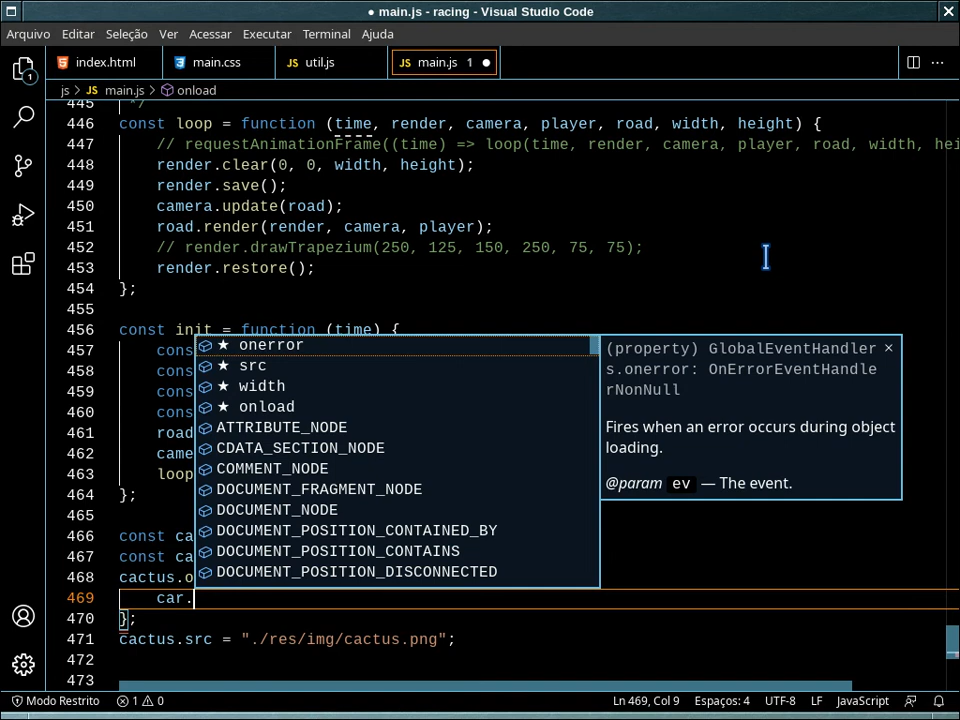 ● main.js - racing - Visual Studio Code
Arquivo Editar Seleção Ver Acessar Executar Terminal Ajuda
1
index.html
main.css
JS util.js
JS main.js 1 ●
js > JS main.js > onload
445 */
446 const loop = function (time, render, camera, player, road, width, height) {
447 // requestAnimationFrame((time) => loop(time, render, camera, player, road, width, hei
448 render.clear(0, 0, width, height);
449 render.save();
450 camera.update(road);
451 road.render(render, camera, player);
452 // render.drawTrapezium(250, 125, 150, 250, 75, 75);
453 render.restore();
454 };
455
456 const init = function (time) {
457 cons
458 cons
459 cons
460 cons
461 road
462 came
463 loop
464 };
465
466 const ca
467 const ca
468 cactus.o
469 car.
470 };
471 cactus.src = "./res/img/cactus.png";
472
473
★ onerror
★ src
★ width
★ onload
ATTRIBUTE_NODE
CDATA_SECTION_NODE
COMMENT_NODE
DOCUMENT_FRAGMENT_NODE
DOCUMENT_NODE
DOCUMENT_POSITION_CONTAINED_BY
DOCUMENT_POSITION_CONTAINS
DOCUMENT_POSITION_DISCONNECTED
(property) GlobalEventHandler
s.onerror: OnErrorEventHandle
rNonNull
Fires when an error occurs during object
loading.
@param ev — The event.
Modo Restrito 1 0 Ln 469, Col 9 Espaços: 4 UTF-8 LF JavaScript